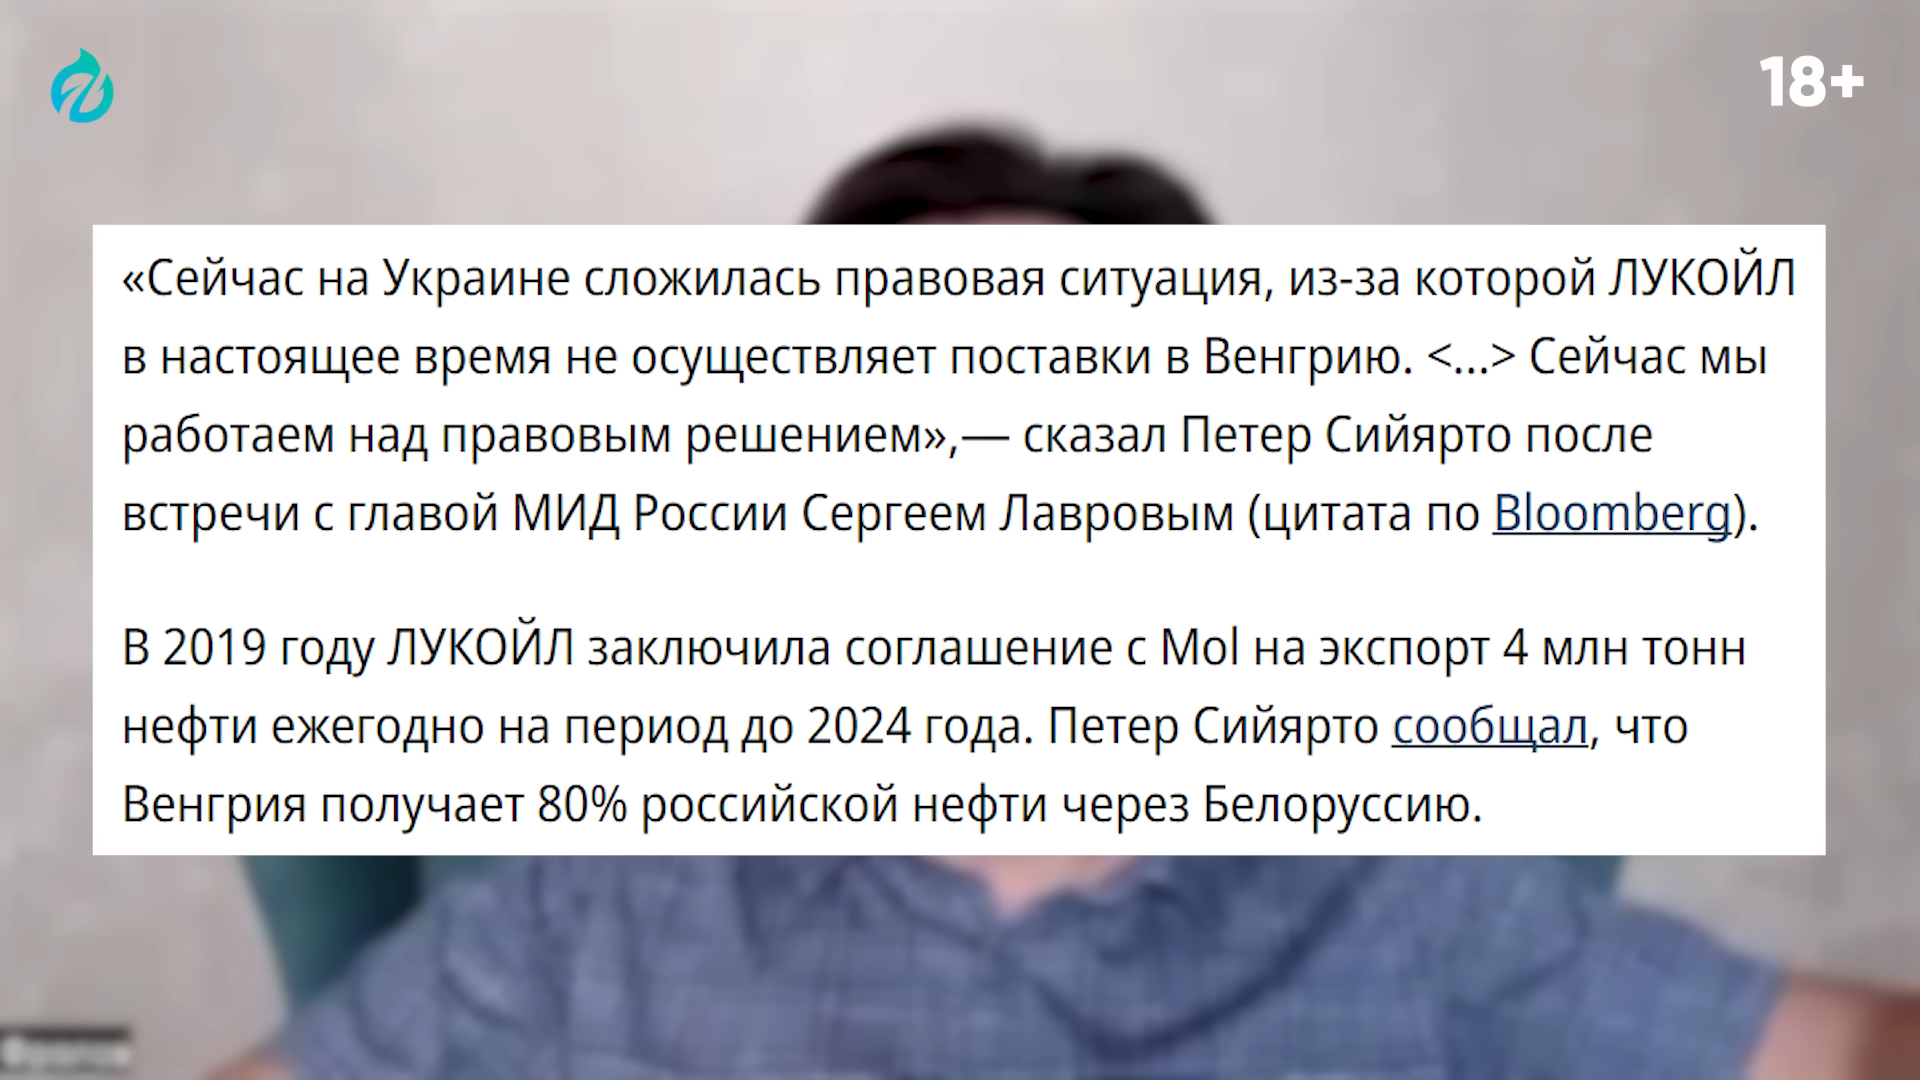 18+
«Сейчас на Украине сложилась правовая ситуация, из-за которой ЛУКОЙЛ
в настоящее время не осуществляет поставки в Венгрию. <...> Сейчас мы
работаем над правовым решением»,— сказал Петер Сийярто после
встречи с главой МИД России Сергеем Лавровым (цитата по Bloomberg).
В 2019 году ЛУКОЙЛ заключила соглашение с Mol на экспорт 4 млн тонн
нефти ежегодно на период до 2024 года. Петер Сийярто сообщал, что
Венгрия получает 80% российской нефти через Белоруссию.